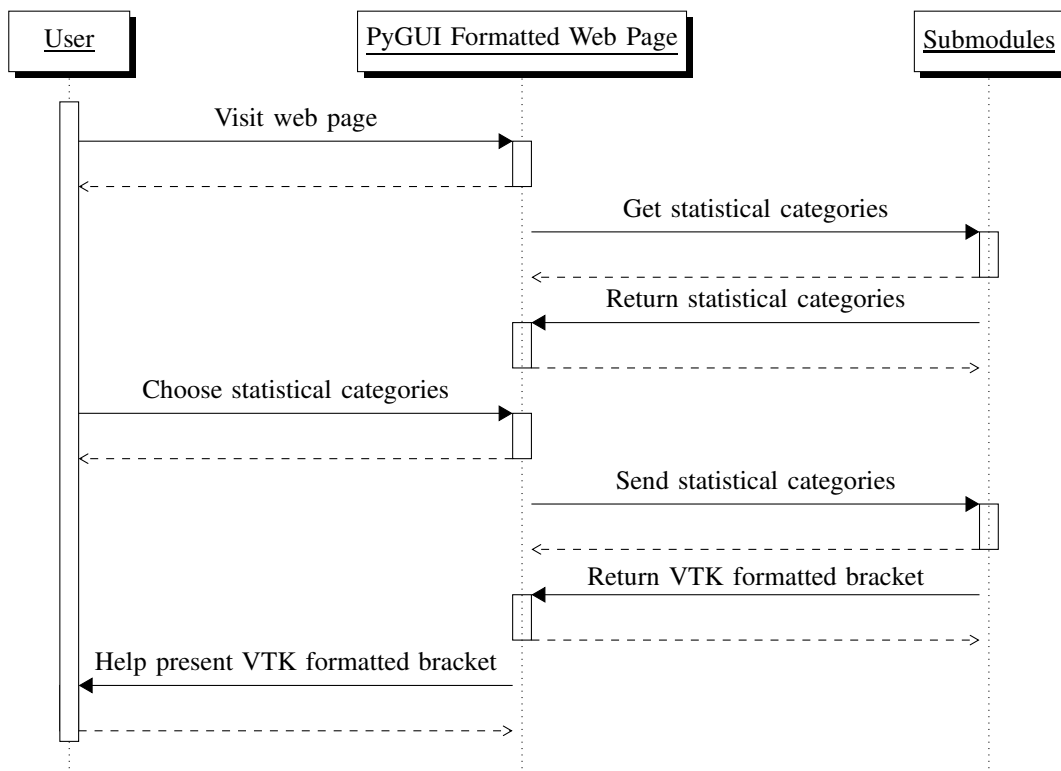 User
PyGUI Formatted Web Page
Submodules
Visit web page
Get statistical categories
Return statistical categories
Choose statistical categories
Send statistical categories
Return VTK formatted bracket
Help present VTK formatted bracket